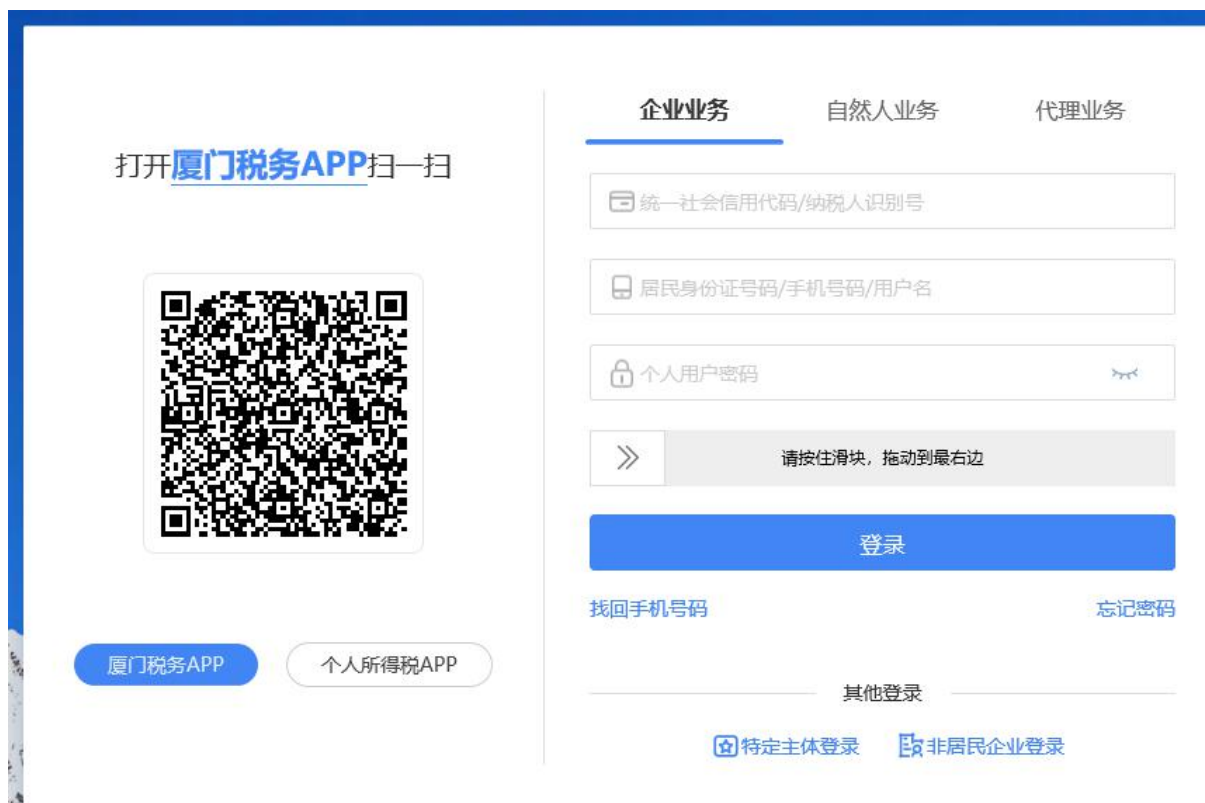 打开厦门税务APP扫一扫
厦门税务APP
个人所得税APP
企业业务
自然人业务
代理业务
统一社会信用代码/纳税人识别号
居民身份证号码/手机号码/用户名
个人用户密码
请按住滑块，拖动到最右边
登录
找回手机号码
忘记密码
其他登录
特定主体登录
非居民企业登录